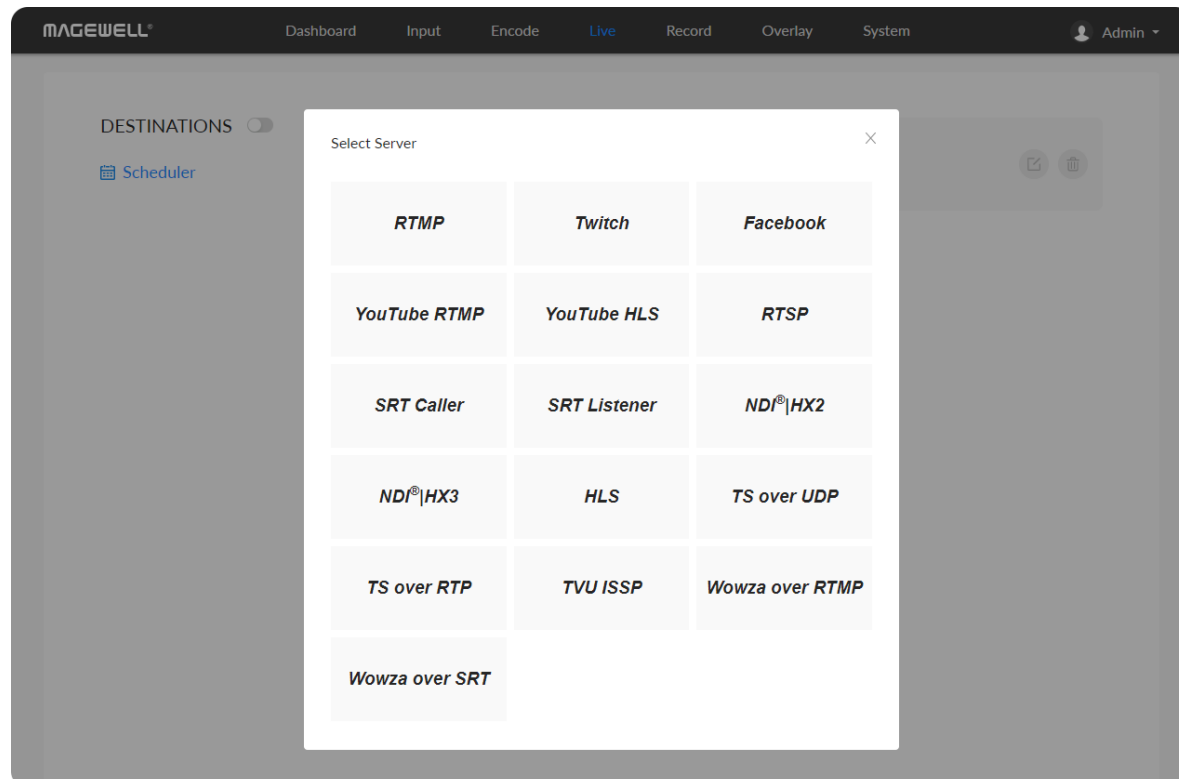 MAGEWELL®
Dashboard Input Encode Live Record Overlay System Admin
DESTINATIONS
Scheduler
Select Server
RTMP Twitch Facebook
YouTube RTMP YouTube HLS RTSP
SRT Caller SRT Listener NDI®|HX2
NDI®|HX3 HLS TS over UDP
TS over RTP TVU ISSP Wowza over RTMP
Wowza over SRT